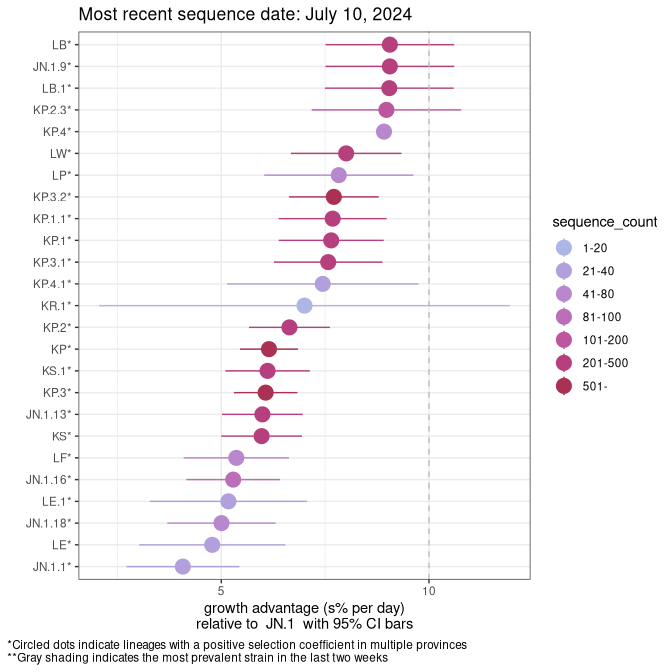 Most recent sequence date: July 10, 2024
LB*
JN.1.9*
LB.1*
KP.2.3*
KP.4*
LW*
LP*
KP.3.2*
KP.1.1*
KP.1*
KP.3.1*
KP.4.1*
KR.1*
KP.2*
KP*
KS.1*
KP.3*
JN.1.13*
KS*
LF*
JN.1.16*
LE.1*
JN.1.18*
LE*
JN.1.1*
5 10
growth advantage (s% per day)
relative to JN.1 with 95% CI bars
sequence_count
1-20
21-40
41-80
81-100
101-200
201-500
501-
*Circled dots indicate lineages with a positive selection coefficient in multiple provinces
**Gray shading indicates the most prevalent strain in the last two weeks